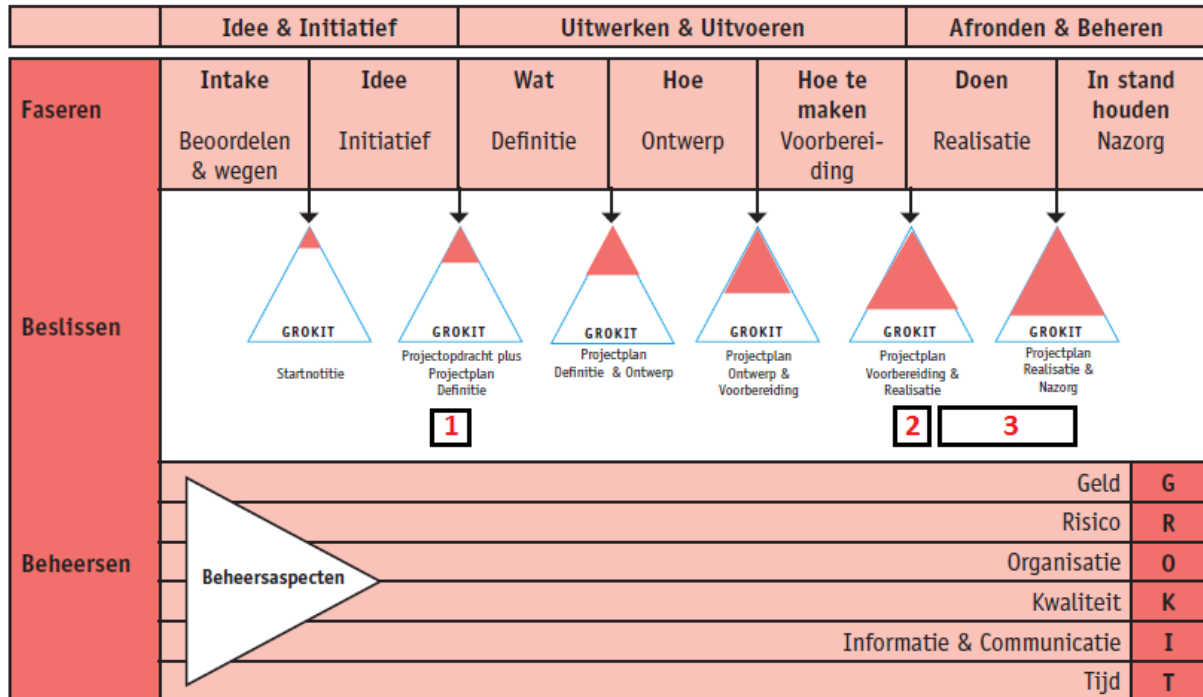 Idee & Initiatief Uitwerken & Uitvoeren Afronden & Beheren
Faseren
Intake
Beoordelen
& wegen
Idee
Initiatief
Wat
Definitie
Hoe
Ontwerp
Hoe te
maken
Voorberei-
ding
Doen
Realisatie
In stand
houden
Nazorg
Beslissen
GROKIT
Startnotitie
GROKIT
Projectopdracht plus
Projectplan
Definitie
GROKIT
Projectplan
Definitie & Ontwerp
GROKIT
Projectplan
Ontwerp &
Voorbereiding
GROKIT
Projectplan
Voorbereiding &
Realisatie
GROKIT
Projectplan
Realisatie &
Nazorg
1
2
3
Beheersen
Beheersaspecten
Geld G
Risico R
Organisatie O
Kwaliteit K
Informatie & Communicatie I
Tijd T